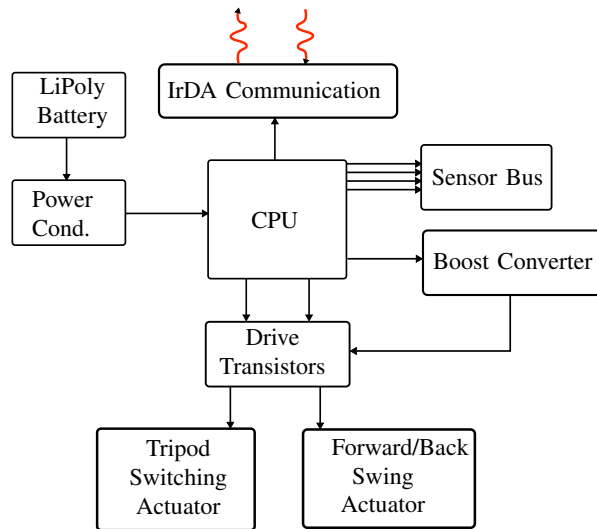 LiPoly
Battery
IrDA Communication
Power
Cond.
CPU
Sensor Bus
Boost Converter
Drive
Transistors
Tripod
Switching
Actuator
Forward/Back
Swing
Actuator